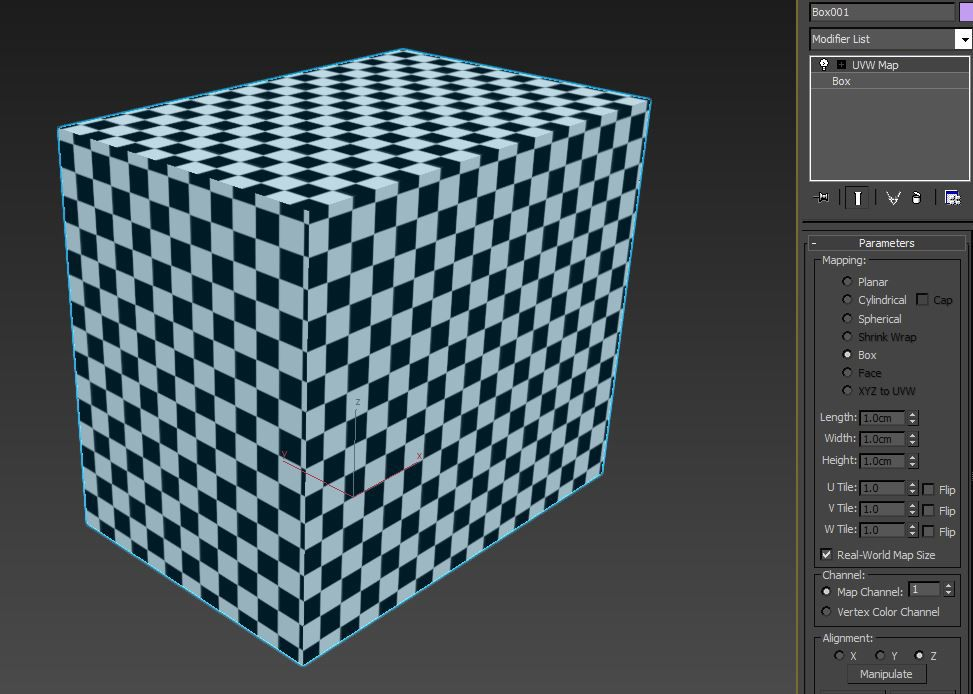 Box001
Modifier List
UVW Map
Box
- Parameters
Mapping:
Planar
Cylindrical Cap
Spherical
Shrink Wrap
Box
Face
XYZ to UVW
Length: 1.0cm
Width: 1.0cm
Height: 1.0cm
U Tile: 1.0 Flip
V Tile: 1.0 Flip
W Tile: 1.0 Flip
Real-World Map Size
Channel:
Map Channel: 1
Vertex Color Channel
Alignment:
X Y Z
Manipulate
z
y
x